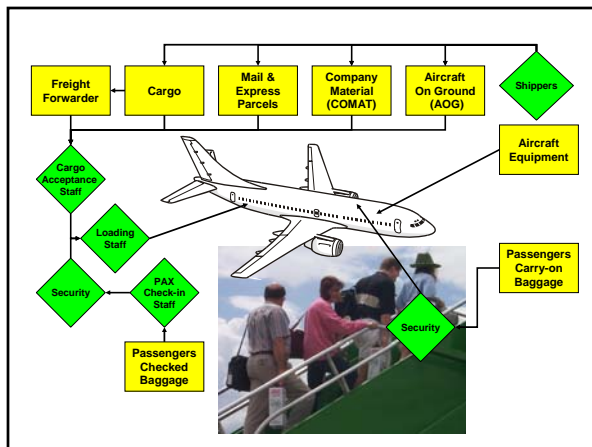 Freight
Forwarder
Cargo
Mail &
Express
Parcels
Company
Material
(COMAT)
Aircraft
On Ground
(AOG)
Shippers
Aircraft
Equipment
Cargo
Acceptance
Staff
Loading
Staff
Passengers
Carry-on
Baggage
Security
PAX
Check-in
Staff
Security
Passengers
Checked
Baggage